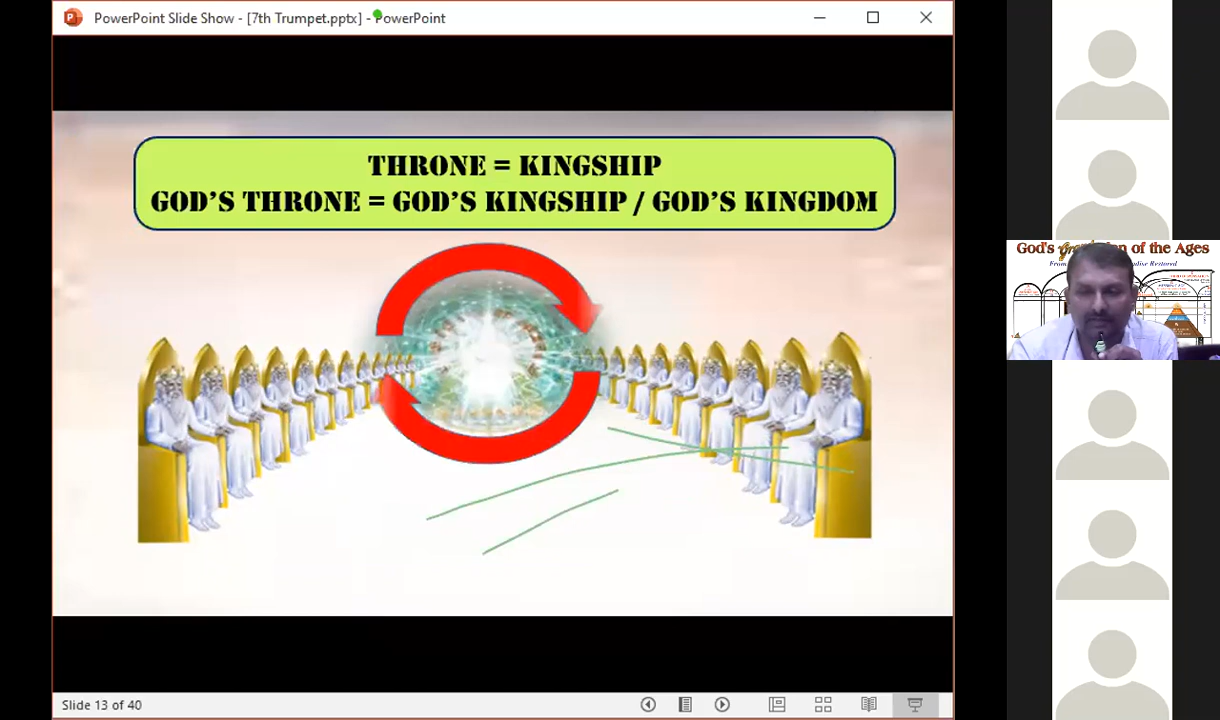 PowerPoint Slide Show - [7th Trumpet.pptx] - PowerPoint
THRONE = KINGSHIP
GOD'S THRONE = GOD'S KINGSHIP / GOD'S KINGDOM
God's
of the Ages
Restored
Slide 13 of 40